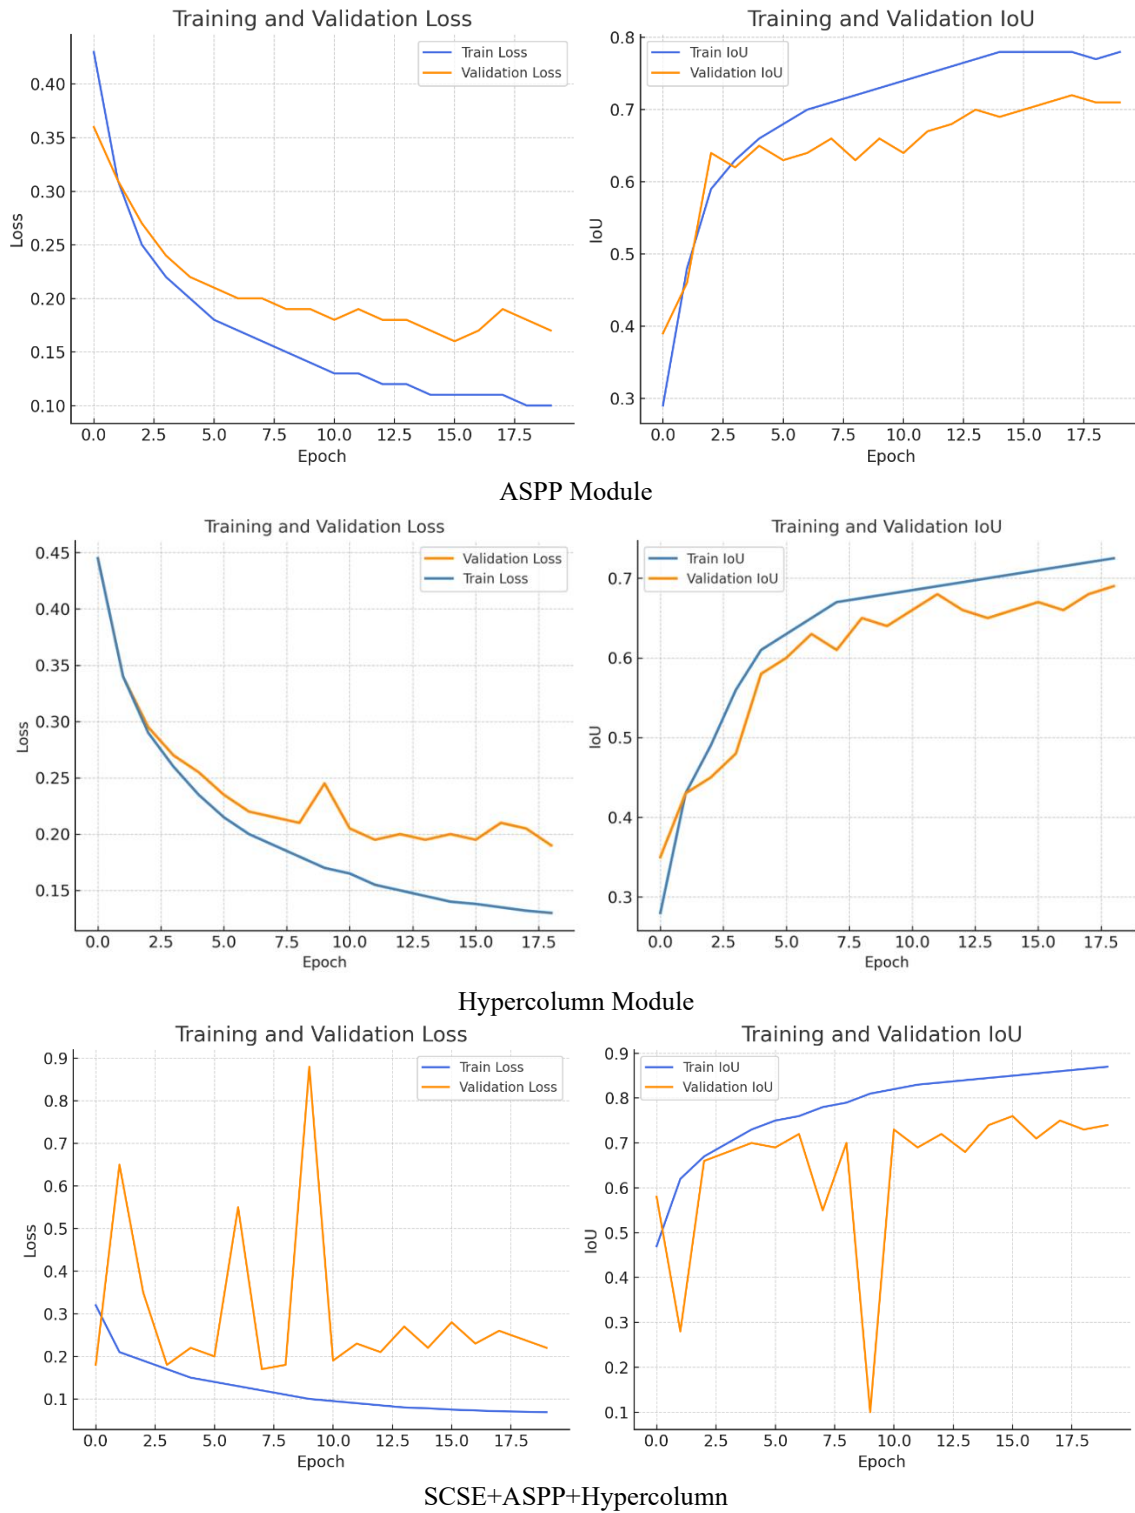 Training and Validation Loss
Train Loss
Validation Loss
0.40
0.35
0.30
0.25
0.20
0.15
0.10
Loss
0.0 2.5 5.0 7.5 10.0 12.5 15.0 17.5
Epoch
Training and Validation IoU
Train IoU
Validation IoU
0.8
0.7
0.6
0.5
0.4
0.3
IoU
0.0 2.5 5.0 7.5 10.0 12.5 15.0 17.5
Epoch
ASPP Module
Training and Validation Loss
Validation Loss
Train Loss
0.45
0.40
0.35
0.30
0.25
0.20
0.15
Loss
0.0 2.5 5.0 7.5 10.0 12.5 15.0 17.5
Epoch
Training and Validation IoU
Train IoU
Validation IoU
0.7
0.6
0.5
0.4
0.3
IoU
0.0 2.5 5.0 7.5 10.0 12.5 15.0 17.5
Epoch
Hypercolumn Module
Training and Validation Loss
Train Loss
Validation Loss
0.9
0.8
0.7
0.6
0.5
0.4
0.3
0.2
0.1
Loss
0.0 2.5 5.0 7.5 10.0 12.5 15.0 17.5
Epoch
Training and Validation IoU
Train IoU
Validation IoU
0.9
0.8
0.7
0.6
0.5
0.4
0.3
0.2
0.1
IoU
0.0 2.5 5.0 7.5 10.0 12.5 15.0 17.5
Epoch
SCSE+ASPP+Hypercolumn